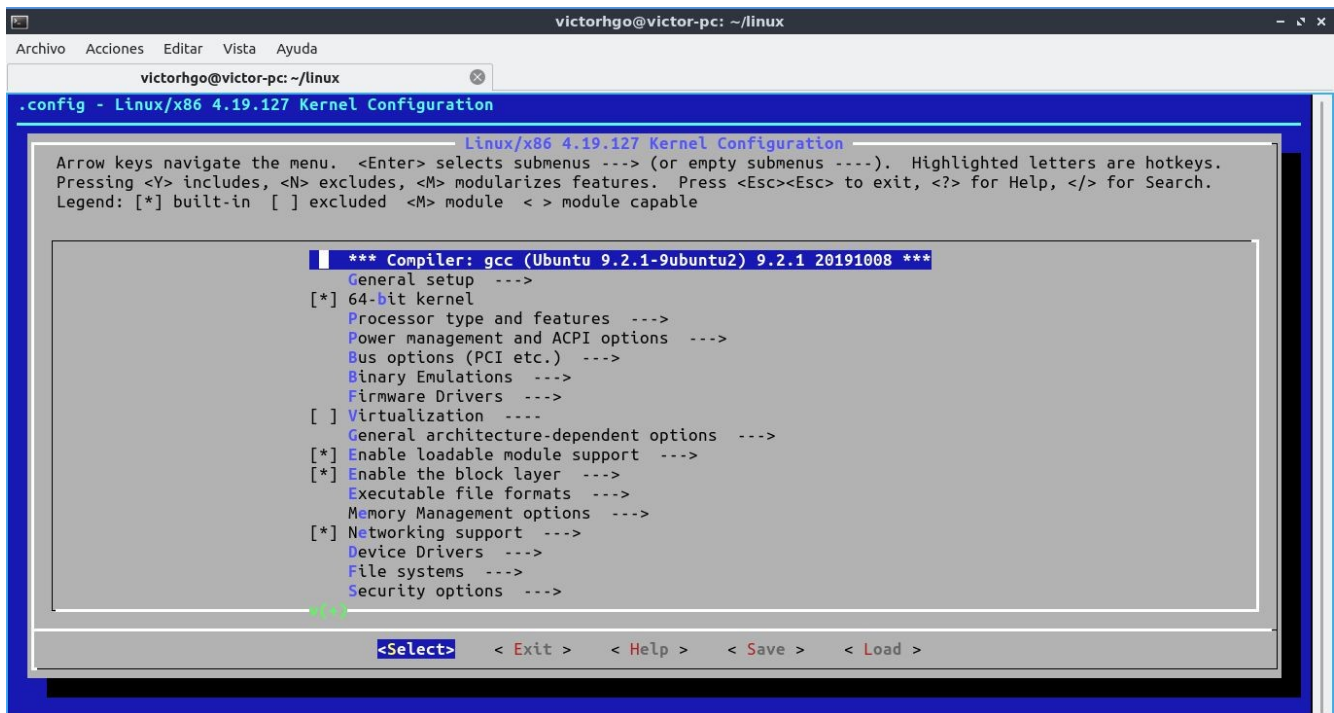 victorhgo@victor-pc: ~/linux
Archivo Acciones Editar Vista Ayuda
victorhgo@victor-pc: ~/linux
.config - Linux/x86 4.19.127 Kernel Configuration
Linux/x86 4.19.127 Kernel Configuration
Arrow keys navigate the menu. <Enter> selects submenus ---> (or empty submenus ----). Highlighted letters are hotkeys.
Pressing <Y> includes, <N> excludes, <M> modularizes features. Press <Esc><Esc> to exit, <?> for Help, </> for Search.
Legend: [*] built-in [ ] excluded <M> module < > module capable
*** Compiler: gcc (Ubuntu 9.2.1-9ubuntu2) 9.2.1 20191008 ***
General setup --->
[*] 64-bit kernel
Processor type and features --->
Power management and ACPI options --->
Bus options (PCI etc.) --->
Binary Emulations --->
Firmware Drivers --->
[ ] Virtualization ----
General architecture-dependent options --->
[*] Enable loadable module support --->
[*] Enable the block layer --->
Executable file formats --->
Memory Management options --->
[*] Networking support --->
Device Drivers --->
File systems --->
Security options --->
<Select> < Exit > < Help > < Save > < Load >